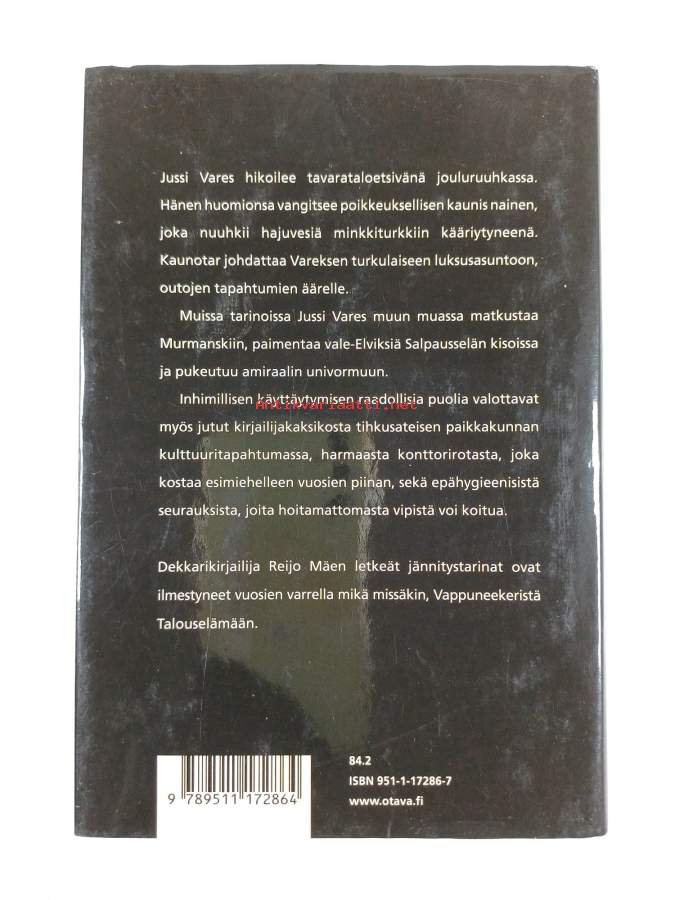 Jussi Vares hikoilee tavarataloetsivänä jouluruuhkassa.
Hänen huomionsa vangitsee poikkeuksellisen kaunis nainen,
joka nuuhkii hajuvesiä minkkiturkkiin kääriytyneenä.
Kaunotar johdattaa Vareksen turkulaiseen luksusasuntoon,
outojen tapahtumien äärelle.
Muissa tarinoissa Jussi Vares muun muassa matkustaa
Murmanskiin, paimentaa vale-Elviksiä Salpausselän kisoissa
ja pukeutuu amiraalin univormuun.
Inhimillisen käyttäytymisen raadollisia puolia valottavat
Antikvariaatti.net
myös jutut kirjailijakaksikosta tihkusateisen paikkakunnan
kulttuuritapahtumassa, harmaasta konttorirotasta, joka
kostaa esimiehelleen vuosien piinan, sekä epähygieenisistä
seurauksista, joita hoitamattomasta vipistä voi koitua.
Dekkarikirjailija Reijo Mäen letkeät jännitystarinat ovat
ilmestyneet vuosien varrella mikä missäkin, Vappuneekeristä
Talouselämään.
84.2
ISBN 951-1-17286-7
www.otava.fi
9 789511 172864